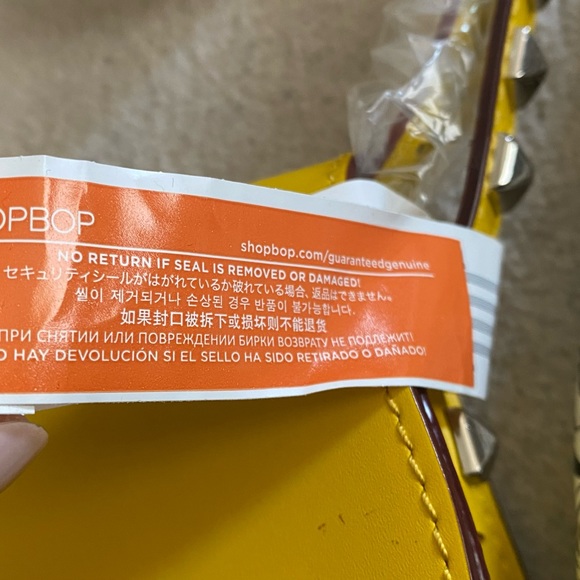 OPBOP
shopbop.com/guaranteedgenuine
NO RETURN IF SEAL IS REMOVED OR DAMAGED!
セキュリティシールがはがれているか破れている場合、返品はできません。
씰이 제거되거나 손상된 경우 반품이 불가능합니다.
如果封口被拆下或损坏则不能退货
ПРИ СНЯТИИ ИЛИ ПОВРЕЖДЕНИИ БИРКИ ВОЗВРАТУ НЕ ПОДЛЕЖИТ!
O HAY DEVOLUCIÓN SI EL SELLO HA SIDO RETIRADO O DAÑADO!